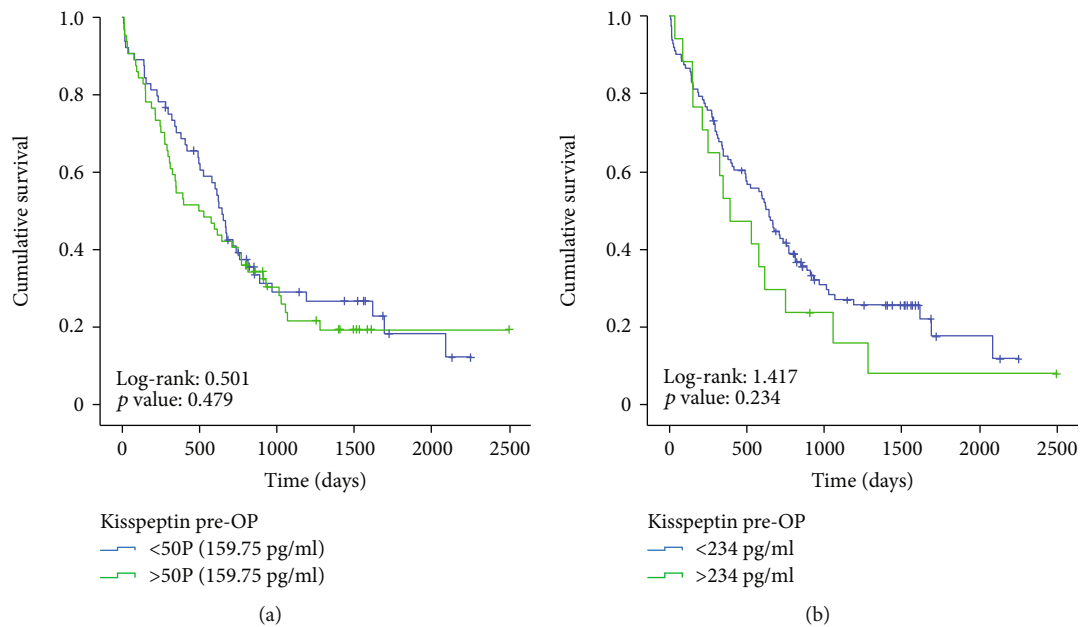 1.0
0.8
0.6
0.4
0.2
0
Cumulative survival
Log-rank: 0.501
p value: 0.479
0 500 1000 1500 2000 2500
Time (days)
Kisspeptin pre-OP
<50P (159.75 pg/ml)
>50P (159.75 pg/ml)
(a)
1.0
0.8
0.6
0.4
0.2
0
Cumulative survival
Log-rank: 1.417
p value: 0.234
0 500 1000 1500 2000 2500
Time (days)
Kisspeptin pre-OP
<234 pg/ml
>234 pg/ml
(b)